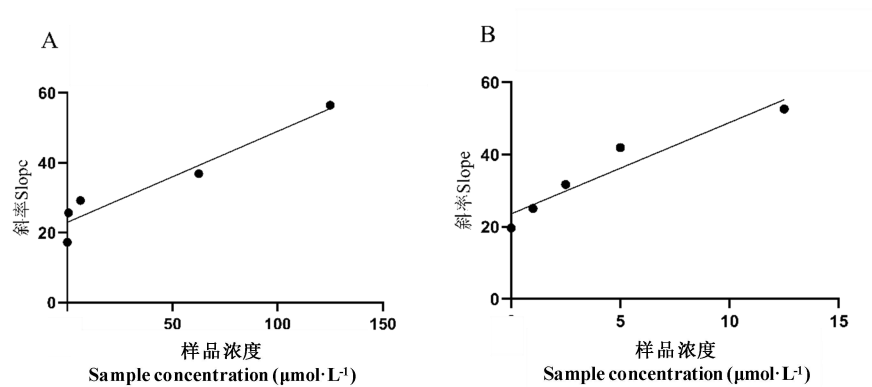 A
60
40
20
0
斜率Slopc
50
100
150
样品浓度
Sample concentration (μmol·L-1)
B
60
40
20
0
斜率Slope
5
10
15
样品浓度
Sample concentration (μmol·L-1)